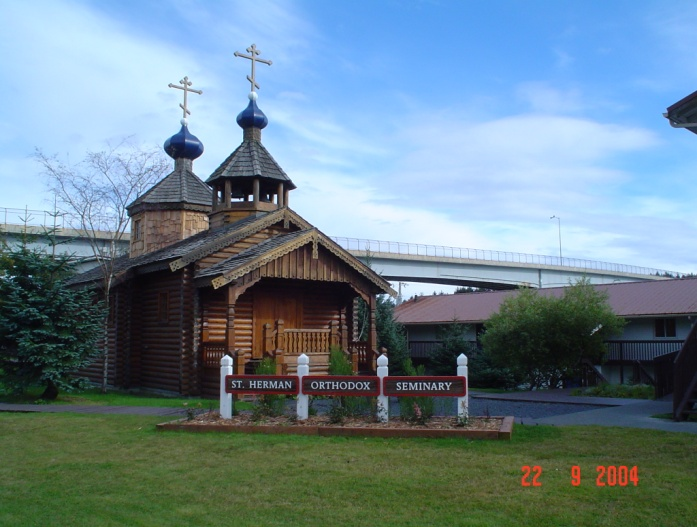 ST. HERMAN ORTHODOX SEMINARY
22 9 2004